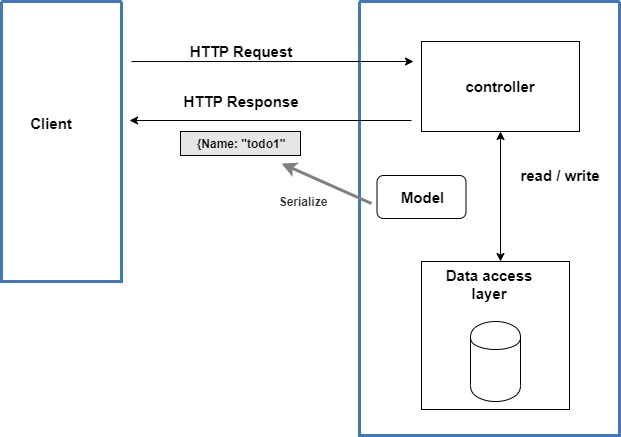 HTTP Request
controller
HTTP Response
Client
{Name: "todo1"
read / write
Model
Serialize
Data access
layer